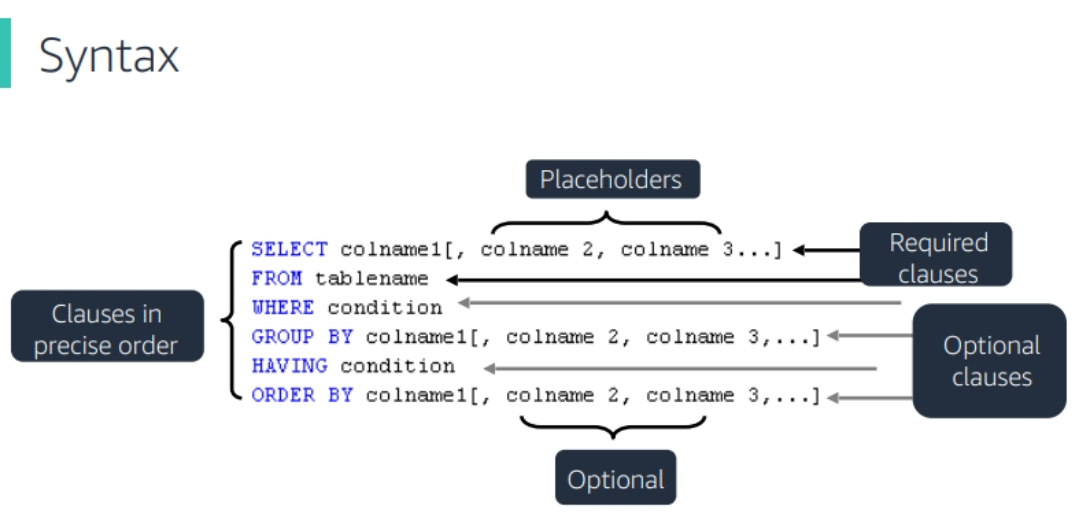 Syntax
Placeholders
SELECT colname1[, colname 2, colname 3...]
FROM tablename
WHERE condition
GROUP BY colname1[, colname 2, colname 3,...]
HAVING condition
ORDER BY colname1[, colname 2, colname 3,...]
Required
clauses
Clauses in
precise order
Optional
clauses
Optional